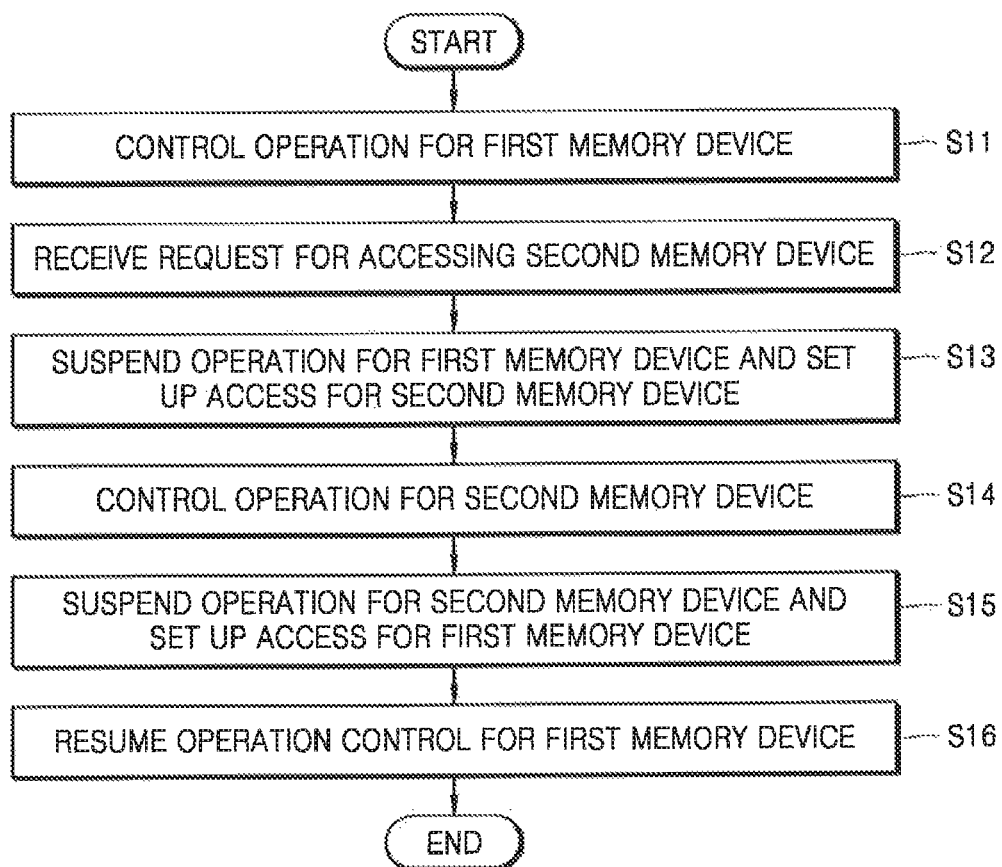 START
CONTROL OPERATION FOR FIRST MEMORY DEVICE
S11
RECEIVE REQUEST FOR ACCESSING SECOND MEMORY DEVICE
S12
SUSPEND OPERATION FOR FIRST MEMORY DEVICE AND SET
UP ACCESS FOR SECOND MEMORY DEVICE
S13
CONTROL OPERATION FOR SECOND MEMORY DEVICE
S14
SUSPEND OPERATION FOR SECOND MEMORY DEVICE AND
SET UP ACCESS FOR FIRST MEMORY DEVICE
S15
RESUME OPERATION CONTROL FOR FIRST MEMORY DEVICE
S16
END